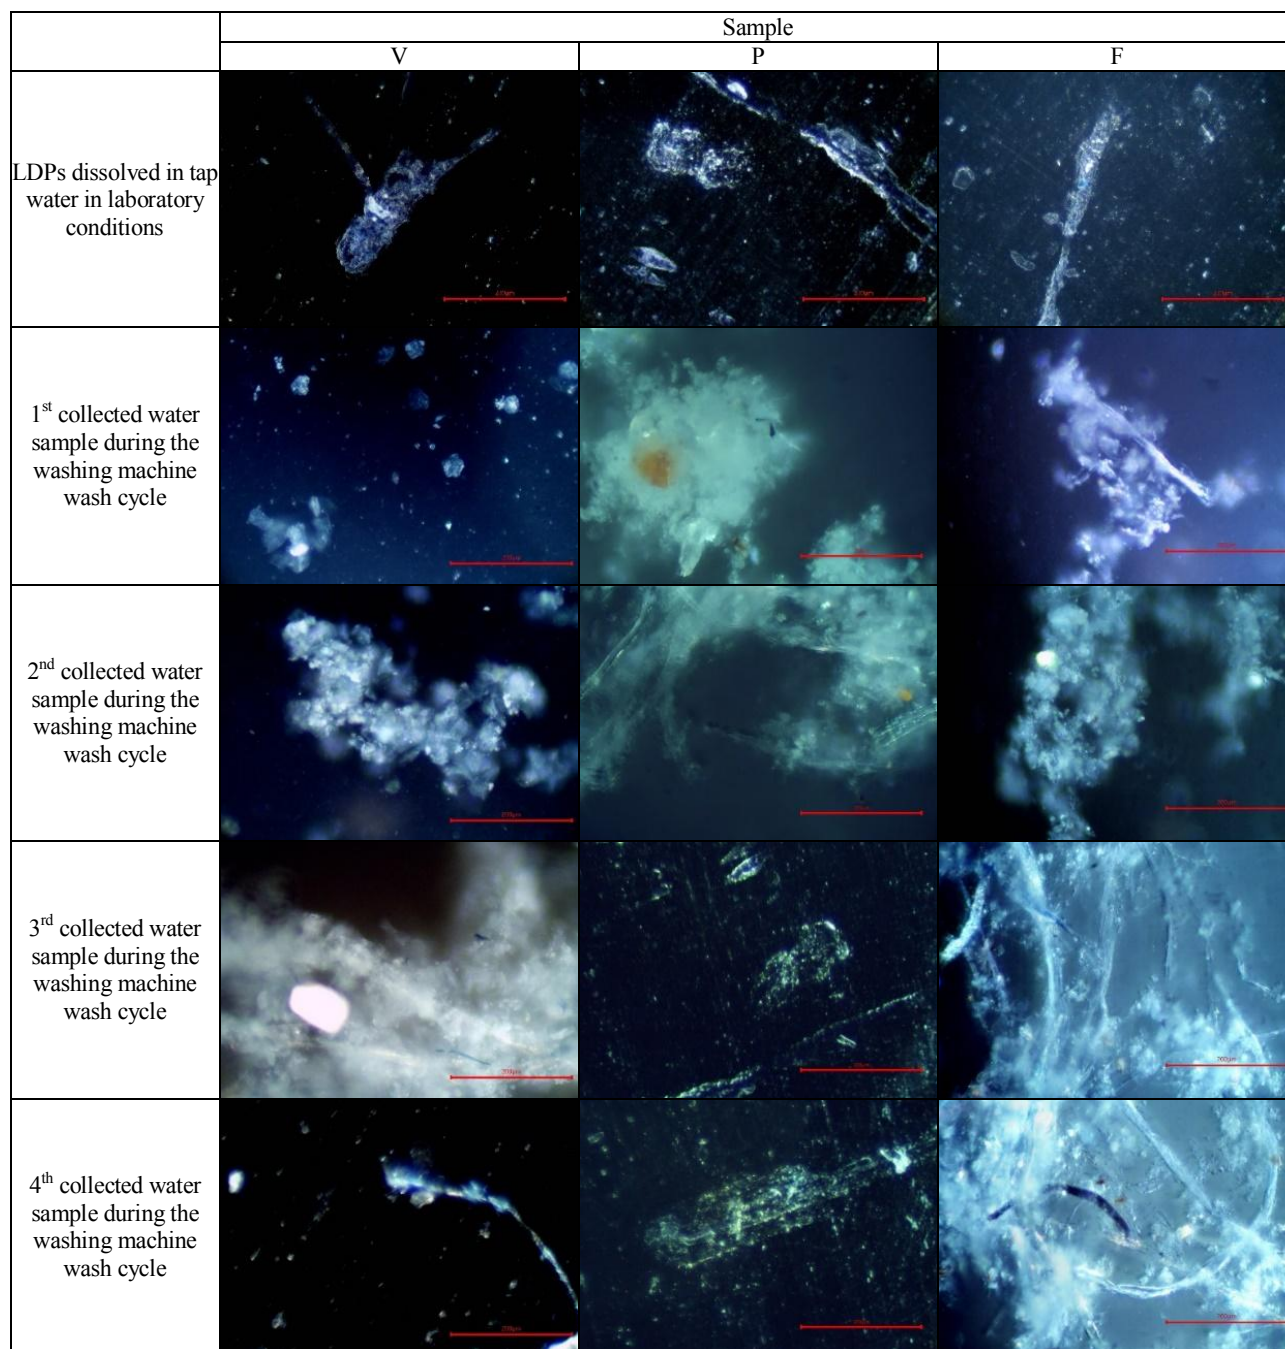 Sample
V
P
F
LDPs dissolved in tap
water in laboratory
conditions
1st collected water
sample during the
washing machine
wash cycle
2nd collected water
sample during the
washing machine
wash cycle
3rd collected water
sample during the
washing machine
wash cycle
4th collected water
sample during the
washing machine
wash cycle